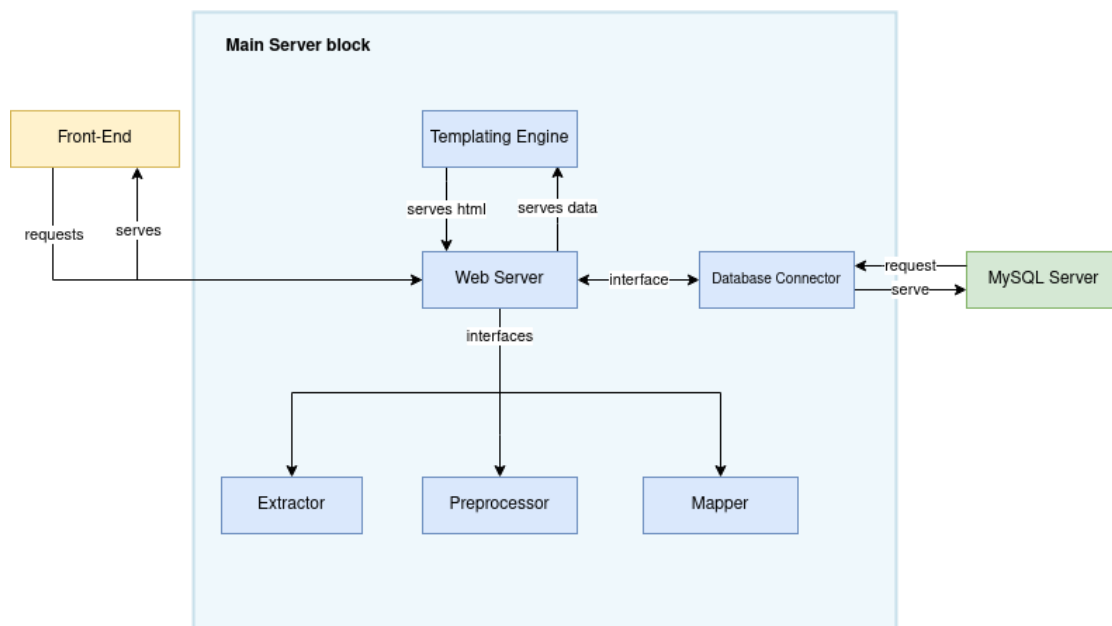 Main Server block
Front-End
Templating Engine
requests
serves
serves html
serves data
Web Server
interface
Database Connector
request
serve
MySQL Server
interfaces
Extractor
Preprocessor
Mapper